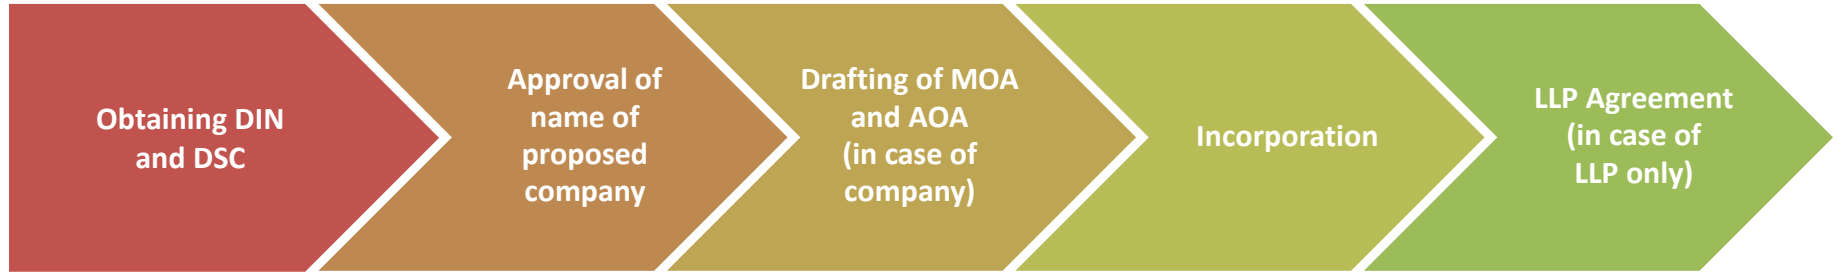 Obtaining DIN
and DSC
Approval of
name of
proposed
company
Drafting of MOA
and AOA
(in case of
company)
Incorporation
LLP Agreement
(in case of
LLP only)